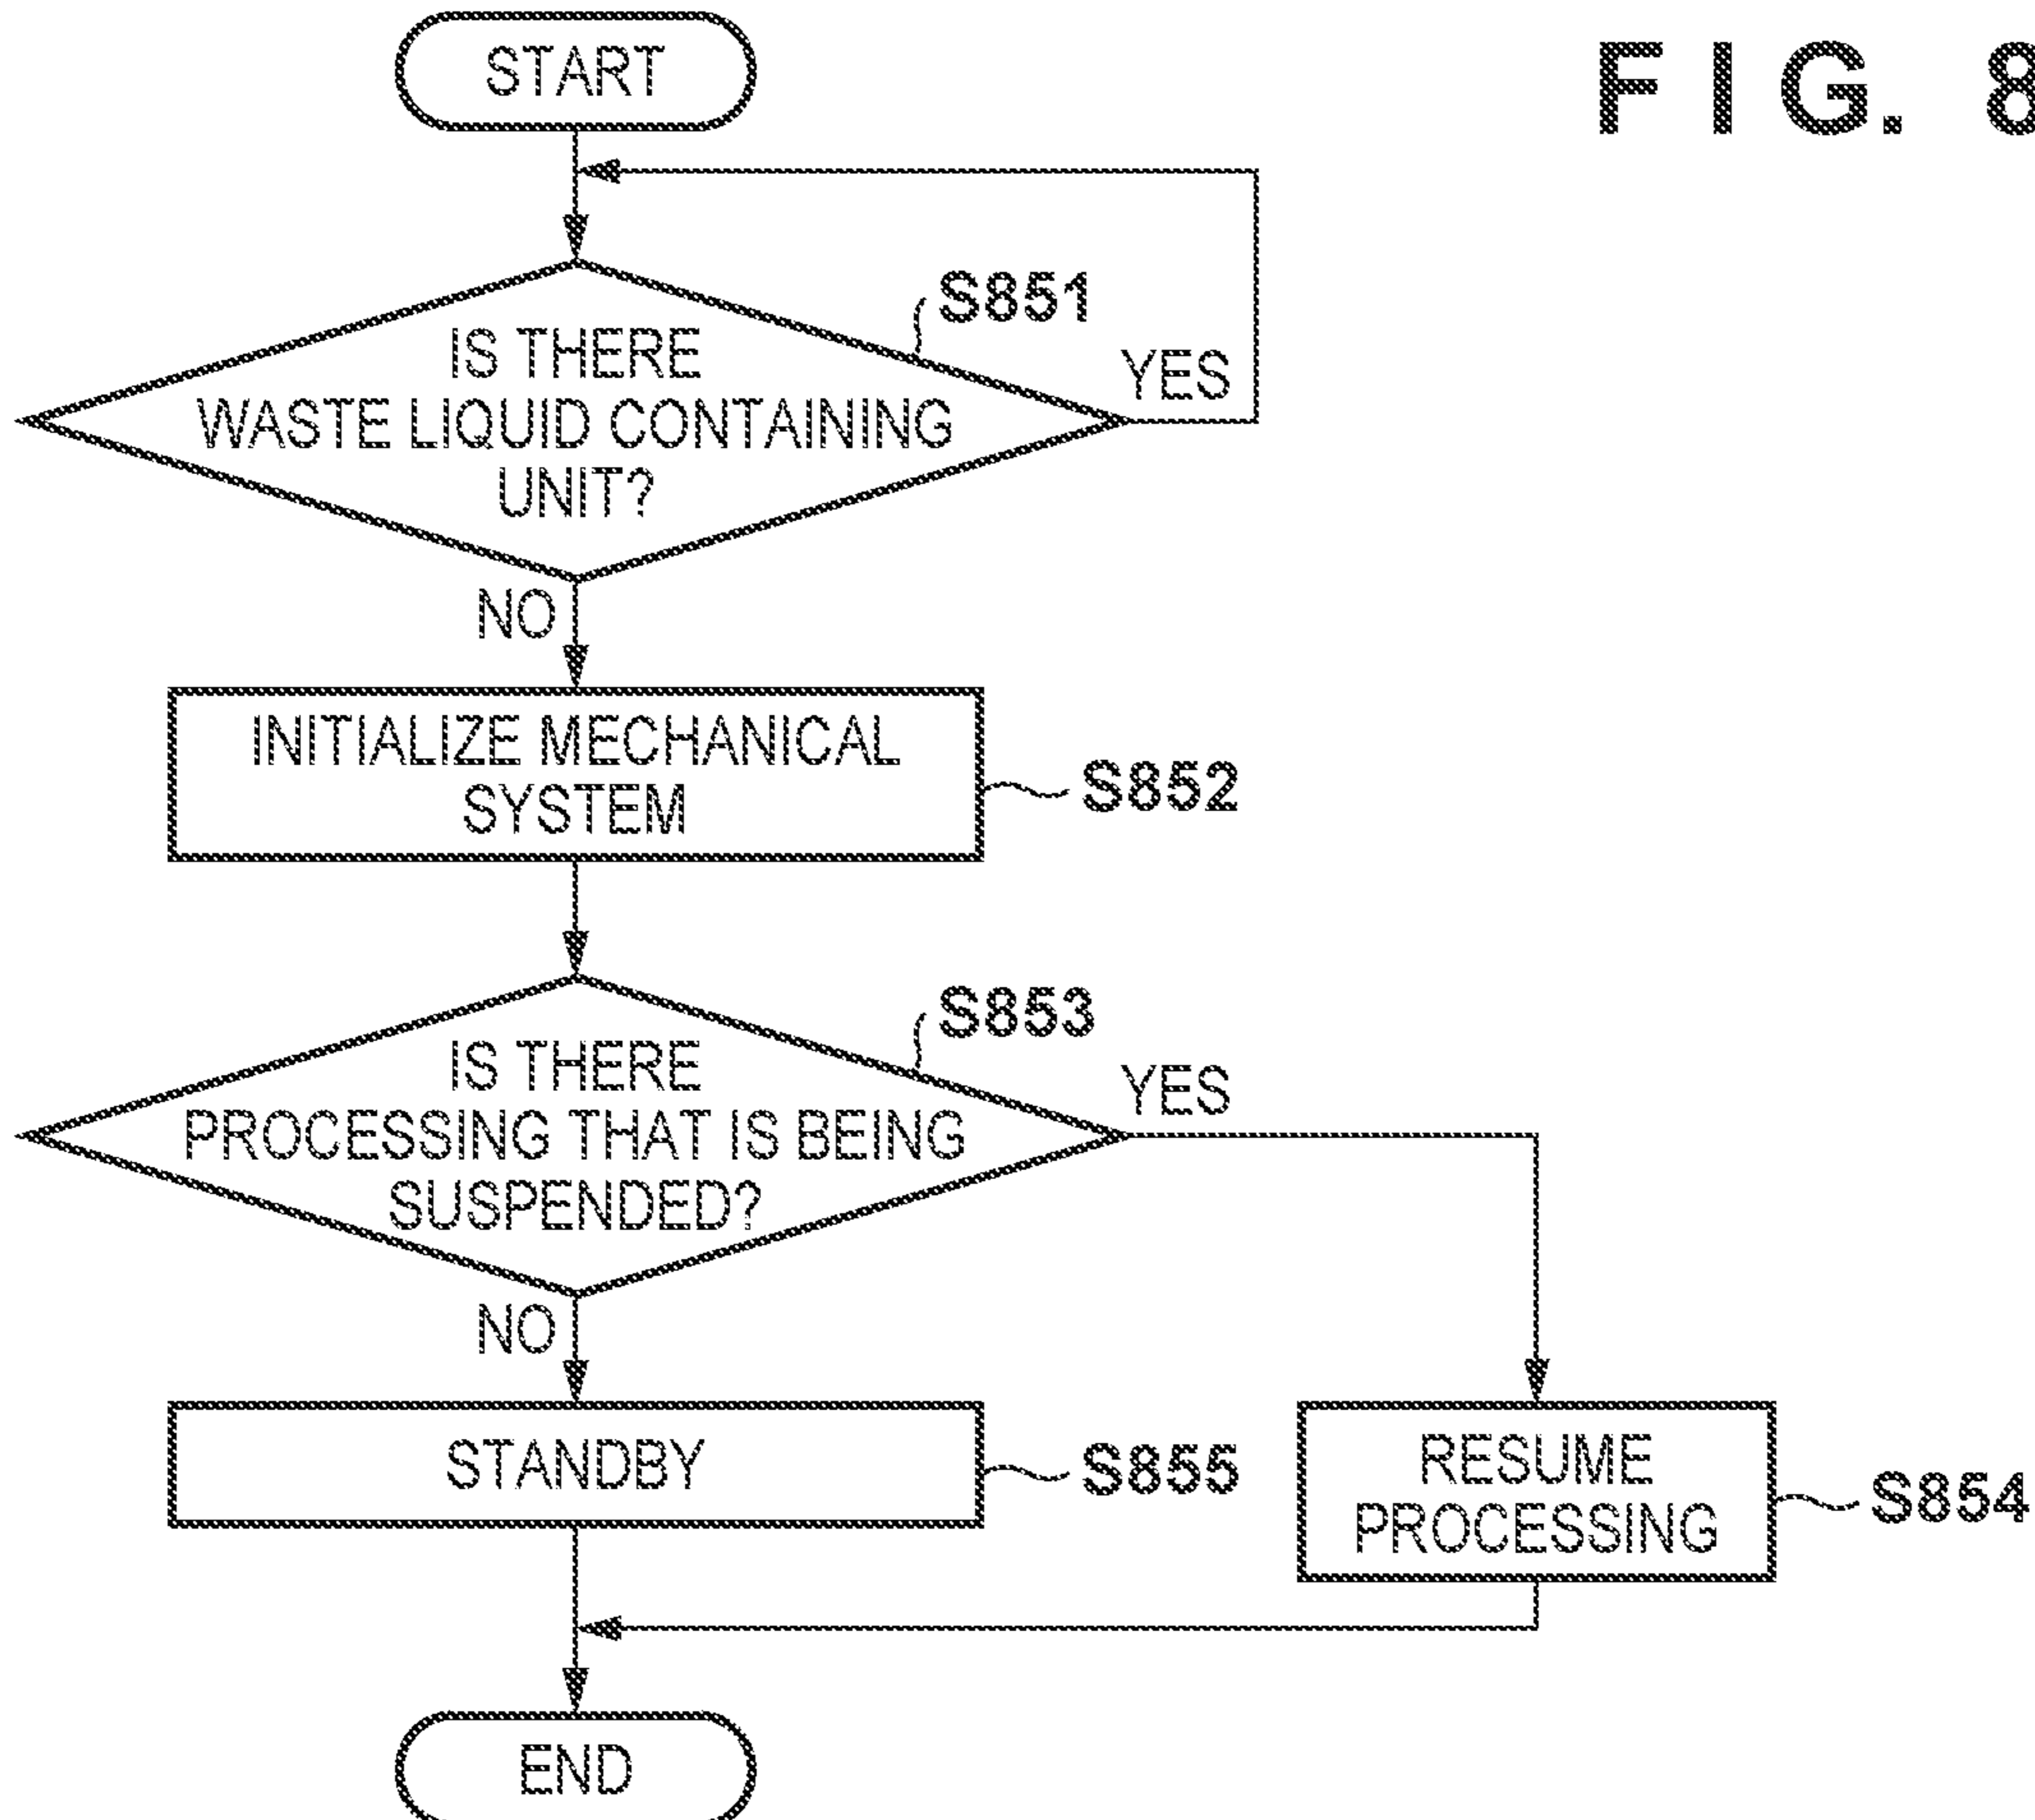 FIG. 8
START
S851
IS THERE
WASTE LIQUID CONTAINING
UNIT?
YES
NO
INITIALIZE MECHANICAL
SYSTEM
S852
S853
IS THERE
PROCESSING THAT IS BEING
SUSPENDED?
YES
NO
STANDBY
S855
RESUME
PROCESSING
S854
END